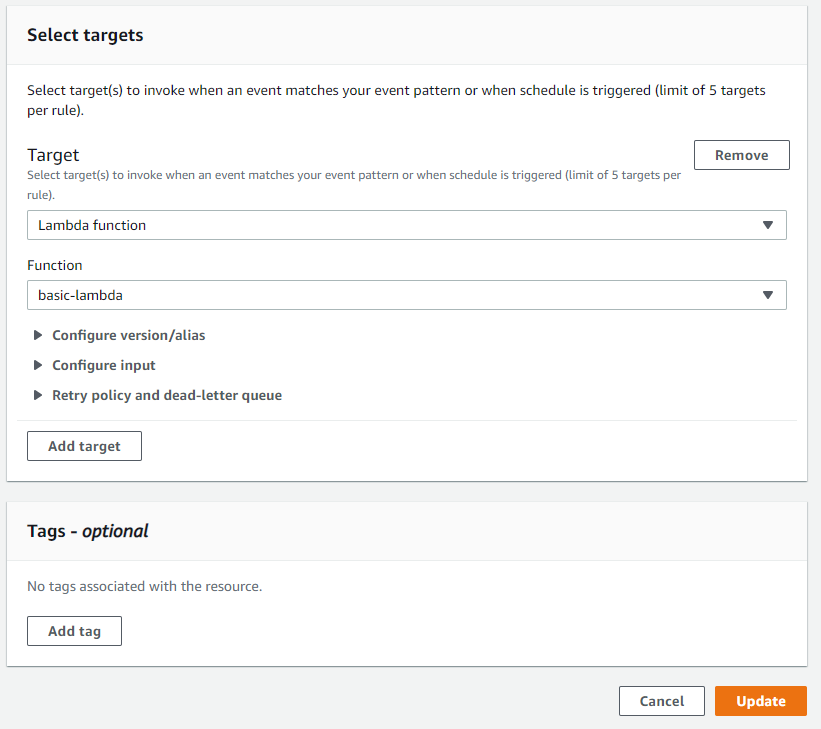 Select targets
Select target(s) to invoke when an event matches your event pattern or when schedule is triggered (limit of 5 targets
per rule).
Target
Remove
Select target(s) to invoke when an event matches your event pattern or when schedule is triggered (limit of 5 targets per
rule).
Lambda function
Function
basic-lambda
Configure version/alias
Configure input
Retry policy and dead-letter queue
Add target
Tags - optional
No tags associated with the resource.
Add tag
Cancel
Update